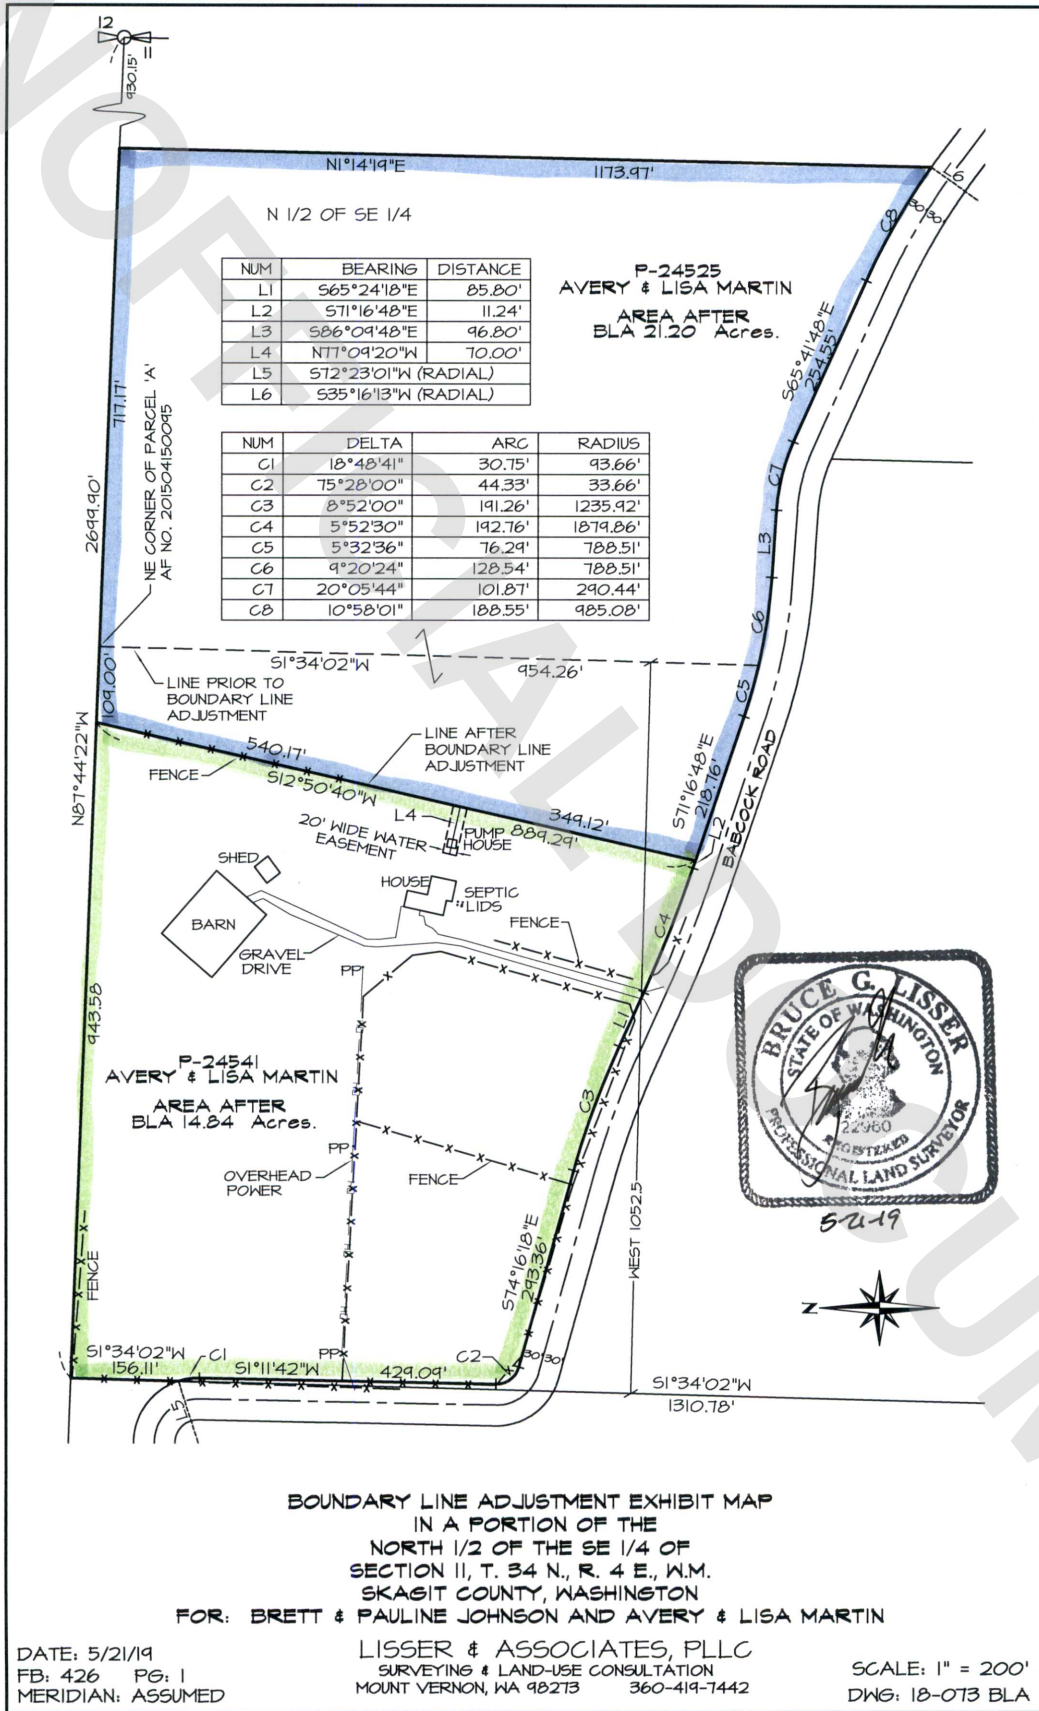 12
11
930.15'
N1°14'19"E 1173.97'
L6
N 1/2 OF SE 1/4
30' 30'
C8
NUM BEARING DISTANCE
L1 S65°24'18"E 85.80'
L2 S71°16'48"E 11.24'
L3 S86°09'48"E 96.80'
L4 N77°09'20"W 70.00'
L5 S72°23'01"W (RADIAL)
L6 S35°16'13"W (RADIAL)
P-24525
AVERY & LISA MARTIN
AREA AFTER
BLA 21.20 Acres.
S65°41'48"E
254.55'
717.17'
2699.90'
NE CORNER OF PARCEL 'A'
AF NO. 201504150095
NUM DELTA ARC RADIUS
C1 18°48'41" 30.75' 93.66'
C2 75°28'00" 44.33' 33.66'
C3 8°52'00" 191.26' 1235.92'
C4 5°52'30" 192.76' 1879.86'
C5 5°32'36" 76.29' 788.51'
C6 9°20'24" 128.54' 788.51'
C7 20°05'44" 101.87' 290.44'
C8 10°58'01" 188.55' 985.08'
C7
L3
C6
S1°34'02"W 954.26'
109.00'
LINE PRIOR TO
BOUNDARY LINE
ADJUSTMENT
C5
N87°44'22"W
540.17'
FENCE
S12°50'40"W
LINE AFTER
BOUNDARY LINE
ADJUSTMENT
S71°16'48"E
218.76'
BABCOCK ROAD
L2
349.12'
889.29'
L4
20' WIDE WATER
EASEMENT
PUMP
HOUSE
SHED
HOUSE
SEPTIC
LIDS
BARN
FENCE
C4
GRAVEL
DRIVE
PP
943.58
L1
P-24541
AVERY & LISA MARTIN
AREA AFTER
BLA 14.84 Acres.
C3
PP
OVERHEAD
POWER
FENCE
WEST 1052.5
BRUCE G. LISSER
STATE OF WASHINGTON
22960
REGISTERED
PROFESSIONAL LAND SURVEYOR
5-21-19
FENCE
S74°16'18"E
293.36'
N
S1°34'02"W
156.11'
C1
S1°11'42"W
PP
429.09'
C2
30' 30'
S1°34'02"W
1310.78'
L5
BOUNDARY LINE ADJUSTMENT EXHIBIT MAP
IN A PORTION OF THE
NORTH 1/2 OF THE SE 1/4 OF
SECTION 11, T. 34 N., R. 4 E., W.M.
SKAGIT COUNTY, WASHINGTON
FOR: BRETT & PAULINE JOHNSON AND AVERY & LISA MARTIN
DATE: 5/21/19
FB: 426 PG: 1
MERIDIAN: ASSUMED
LISSER & ASSOCIATES, PLLC
SURVEYING & LAND-USE CONSULTATION
MOUNT VERNON, WA 98273 360-419-7442
SCALE: 1" = 200'
DWG: 18-073 BLA